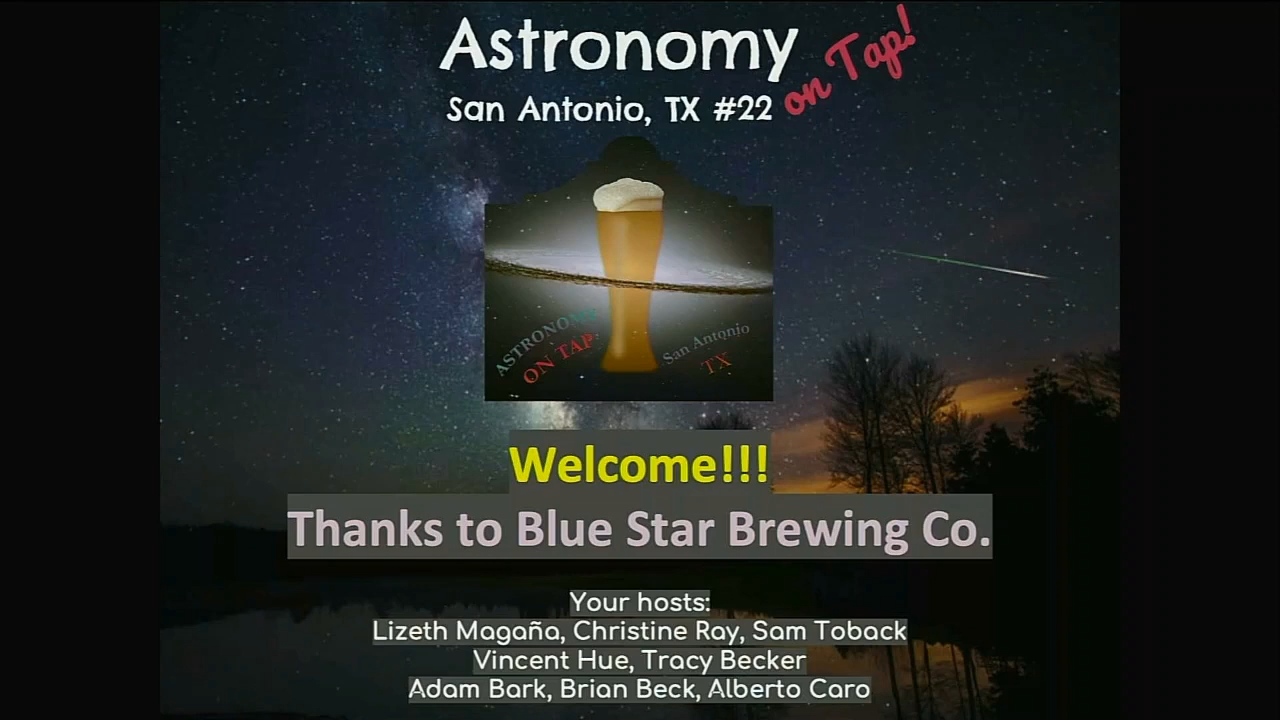 Astronomy on Tap!
San Antonio, TX #22
ASTRONOMY
ON TAP
San Antonio
TX
Welcome!!!
Thanks to Blue Star Brewing Co.
Your hosts:
Lizeth Magaña, Christine Ray, Sam Toback
Vincent Hue, Tracy Becker
Adam Bark, Brian Beck, Alberto Caro